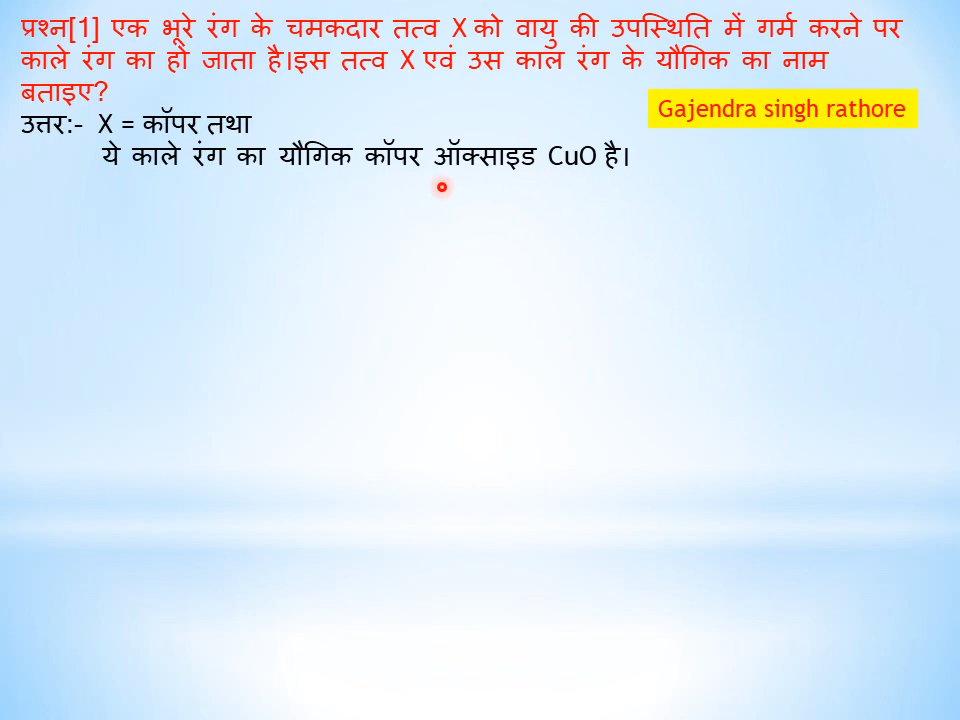 प्रश्न[1] एक भूरे रंग के चमकदार तत्व X को वायु की उपस्थिति में गर्म करने पर
काले रंग का हो जाता है।इस तत्व X एवं उस काल रंग के यौगिक का नाम
बताइए?
Gajendra singh rathore
उत्तर:- X = कॉपर तथा
ये काले रंग का यौगिक कॉपर ऑक्साइड CuO है।